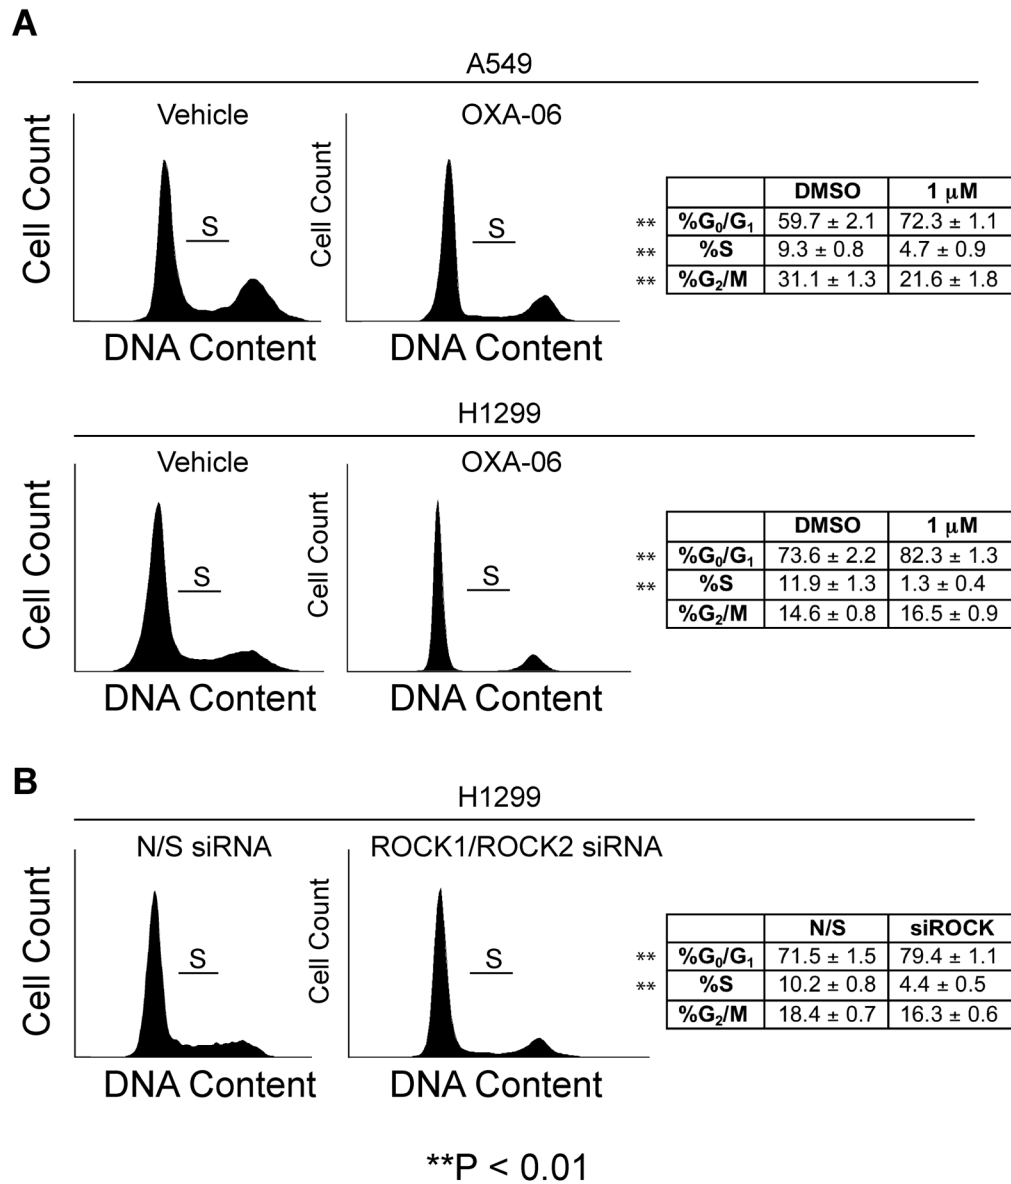 A
A549
Vehicle
OXA-06
Cell Count
S
DNA Content
Cell Count
S
DNA Content
DMSO 1 µM
** %G₀/G₁ 59.7 ± 2.1 72.3 ± 1.1
** %S 9.3 ± 0.8 4.7 ± 0.9
** %G₂/M 31.1 ± 1.3 21.6 ± 1.8
H1299
Vehicle
OXA-06
Cell Count
S
DNA Content
Cell Count
S
DNA Content
DMSO 1 µM
** %G₀/G₁ 73.6 ± 2.2 82.3 ± 1.3
** %S 11.9 ± 1.3 1.3 ± 0.4
%G₂/M 14.6 ± 0.8 16.5 ± 0.9
B
H1299
N/S siRNA
ROCK1/ROCK2 siRNA
Cell Count
S
DNA Content
Cell Count
S
DNA Content
N/S siROCK
** %G₀/G₁ 71.5 ± 1.5 79.4 ± 1.1
** %S 10.2 ± 0.8 4.4 ± 0.5
%G₂/M 18.4 ± 0.7 16.3 ± 0.6
**P < 0.01